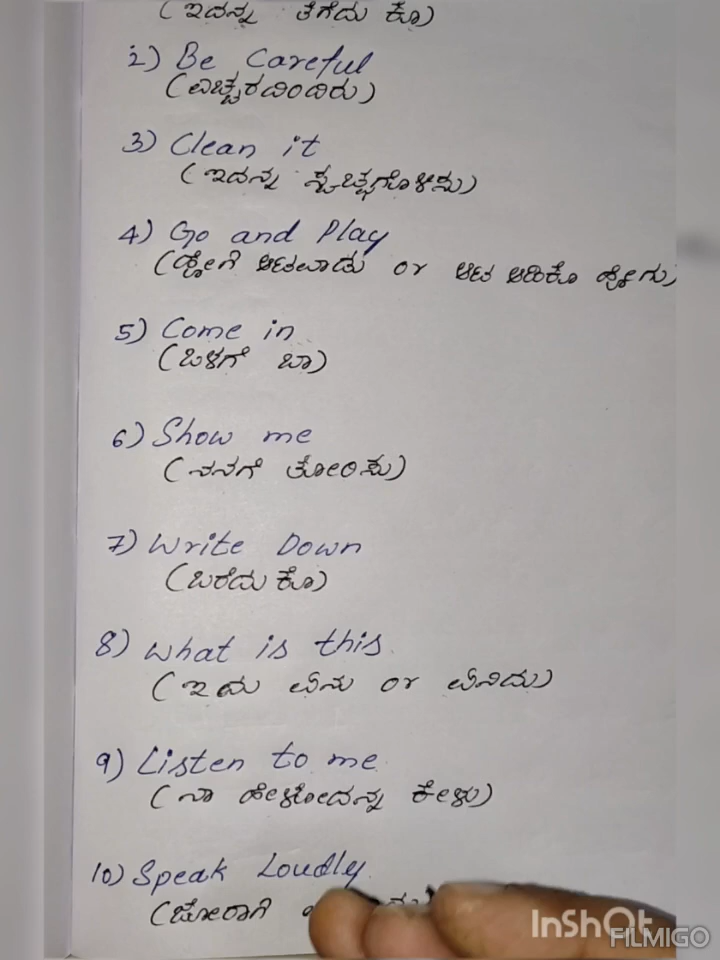 (ಇದನ್ನ ತೆಗೆದು ಕೊ)
2) Be Careful
(ಎಚ್ಚರದಿಂದಿರು)
3) Clean it
(ಇದನ್ನ ಸ್ವಚ್ಛಗೊಳಿಸು)
4) Go and Play
(ಹೋಗಿ ಆಟವಾಡು or ಆಟ ಆಡಿಕೊ ಹೋಗು)
5) Come in
(ಒಳಗೆ ಬಾ)
6) Show me
(ನನಗೆ ತೋರಿಸು)
7) Write Down
(ಬರೆದು ಕೊ)
8) What is this
(ಇದು ಏನು or ಏನಿದು)
9) Listen to me
(ನಾ ಹೇಳೋದನ್ನ ಕೇಳು)
10) Speak Loudly
(ಜೋರಾಗಿ
InShOt
FILMIGO